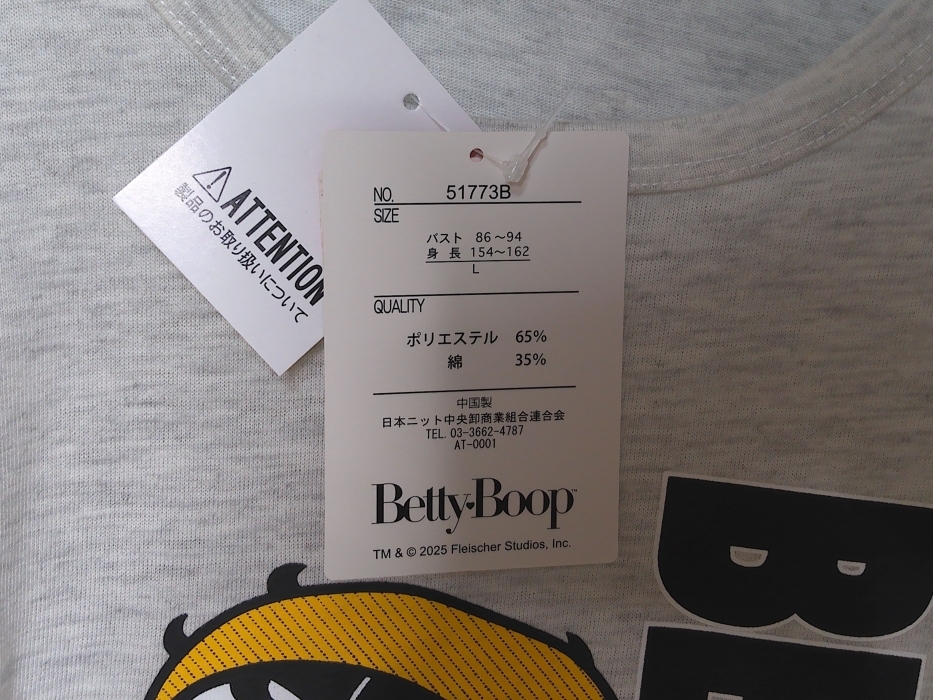 ATTENTION
製品のお取り扱いについて
NO. 51773B
SIZE
バスト 86～94
身 長 154～162
L
QUALITY
ポリエステル 65%
綿 35%
中国製
日本ニット中央卸商業組合連合会
TEL. 03-3662-4787
AT-0001
Betty Boop™
TM & © 2025 Fleischer Studios, Inc.
B